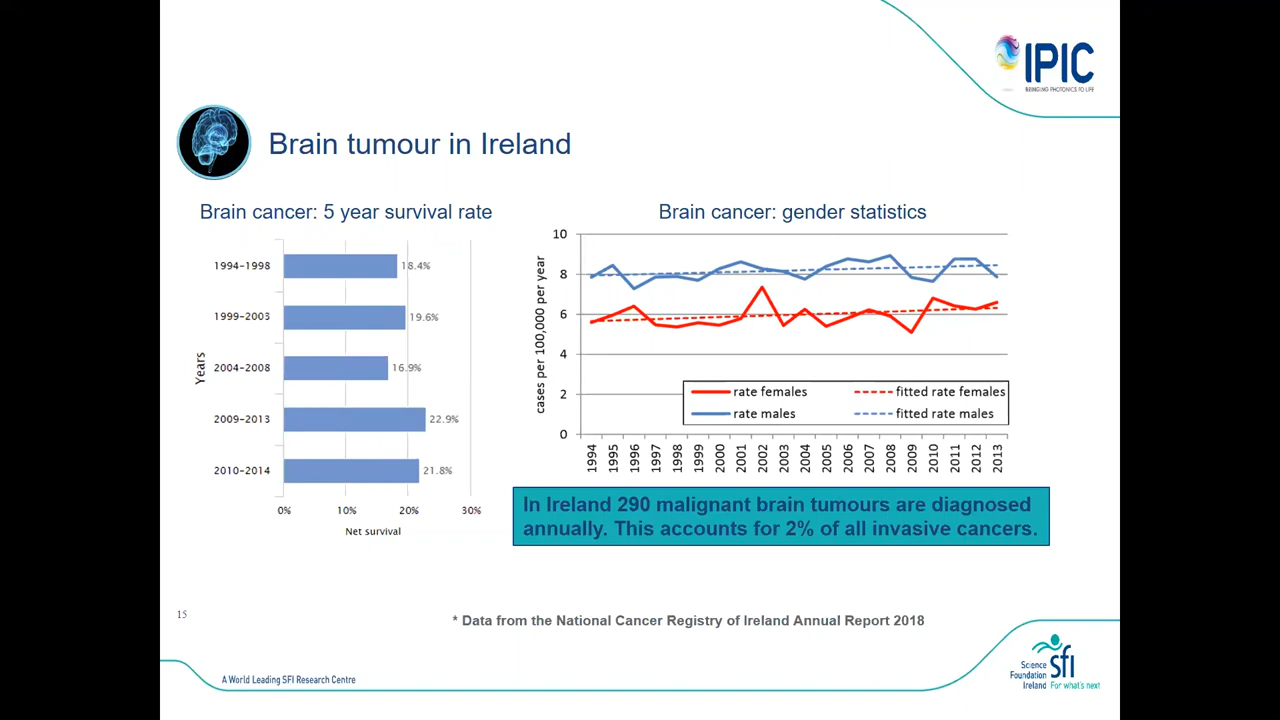 IPIC
BRINGING PHOTONICS TO LIFE
Brain tumour in Ireland
Brain cancer: 5 year survival rate
Years
1994-1998
18.4%
1999-2003
19.6%
2004-2008
16.9%
2009-2013
22.9%
2010-2014
21.8%
0% 10% 20% 30%
Net survival
Brain cancer: gender statistics
cases per 100,000 per year
10
8
6
4
2
0
rate females fitted rate females
rate males fitted rate males
1994 1995 1996 1997 1998 1999 2000 2001 2002 2003 2004 2005 2006 2007 2008 2009 2010 2011 2012 2013
In Ireland 290 malignant brain tumours are diagnosed
annually. This accounts for 2% of all invasive cancers.
15
* Data from the National Cancer Registry of Ireland Annual Report 2018
A World Leading SFI Research Centre
Science
Foundation
Ireland
sfi
For what's next